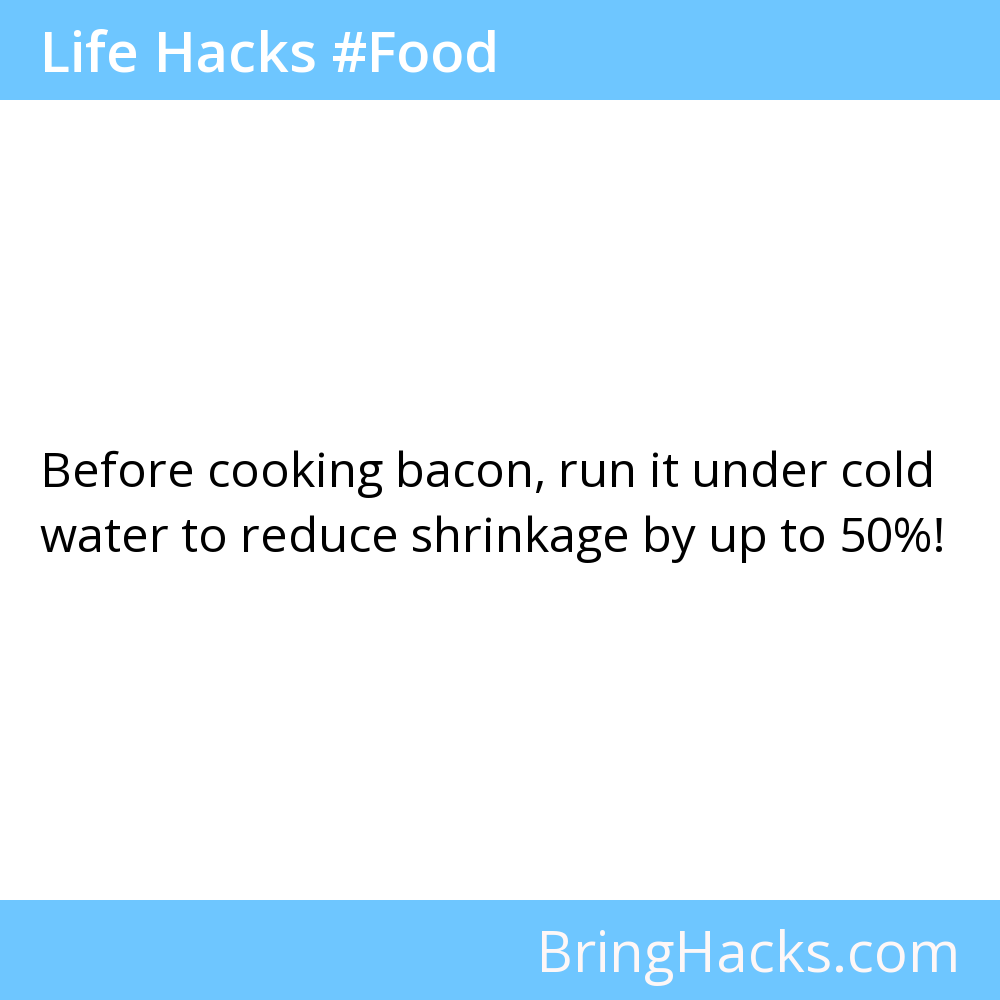 Life Hacks #Food
Before cooking bacon, run it under cold
water to reduce shrinkage by up to 50%!
BringHacks.com